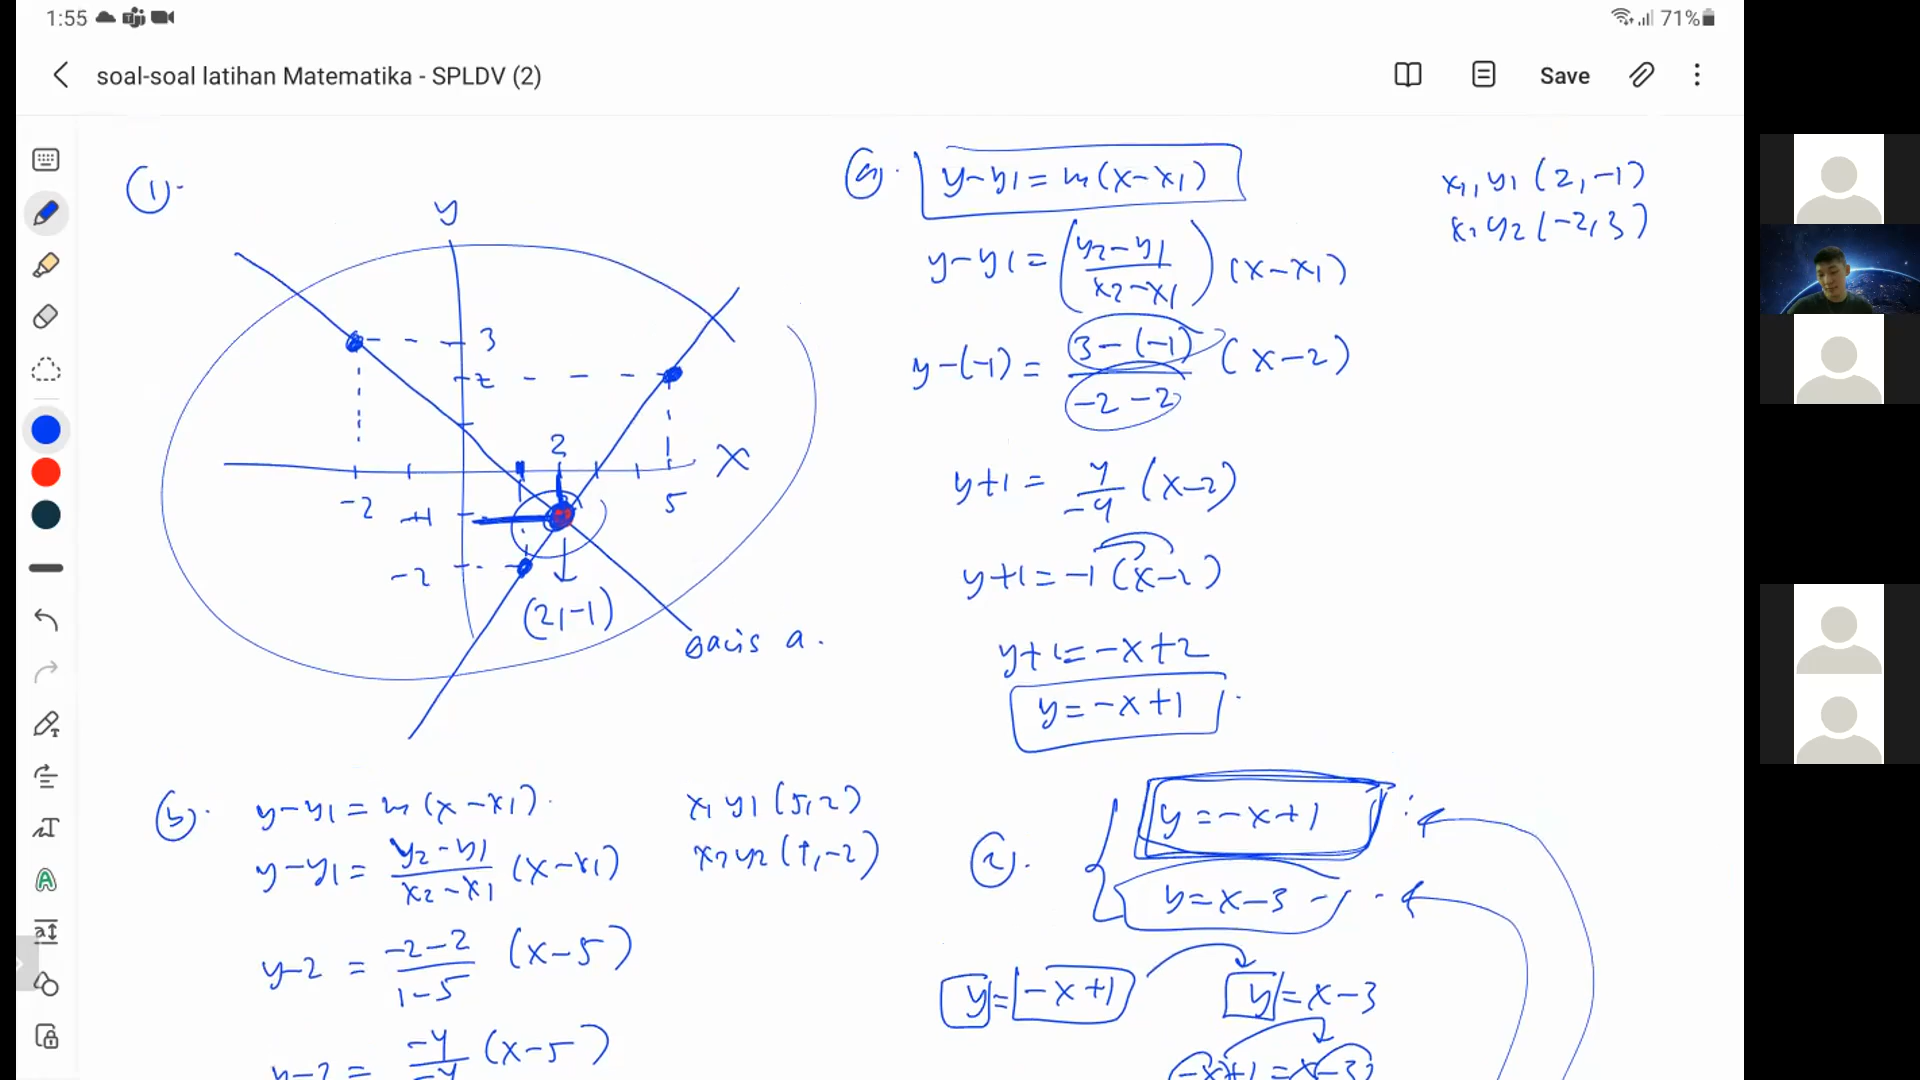 1:55
71%
soal-soal latihan Matematika - SPLDV (2)
Save
(1).
y
3
2
2
X
-2
5
-2
(2,-1)
garis a.
(a). y-y1 = m(x-x1)
x1, y1 (2, -1)
y2 (-2, 3)
y-y1 = (y2-y1 / x2-x1) (x-x1)
y-(-1) = 3-(-1) / -2-2 (x-2)
y+1 = 4/-4 (x-2)
y+1 = -1 (x-2)
y+1 = -x+2
y = -x+1
(b). y-y1 = m(x-x1).
x1 y1 (5, 2)
y-y1 = y2-y1 / x2-x1 (x-x1)
x2 y2 (1, -2)
y-2 = -2-2 / 1-5 (x-5)
y-2 = -4/-4 (x-5)
y = -x+1
y = x-3
y = -x+1
y = x-3
-x+1 = x-3